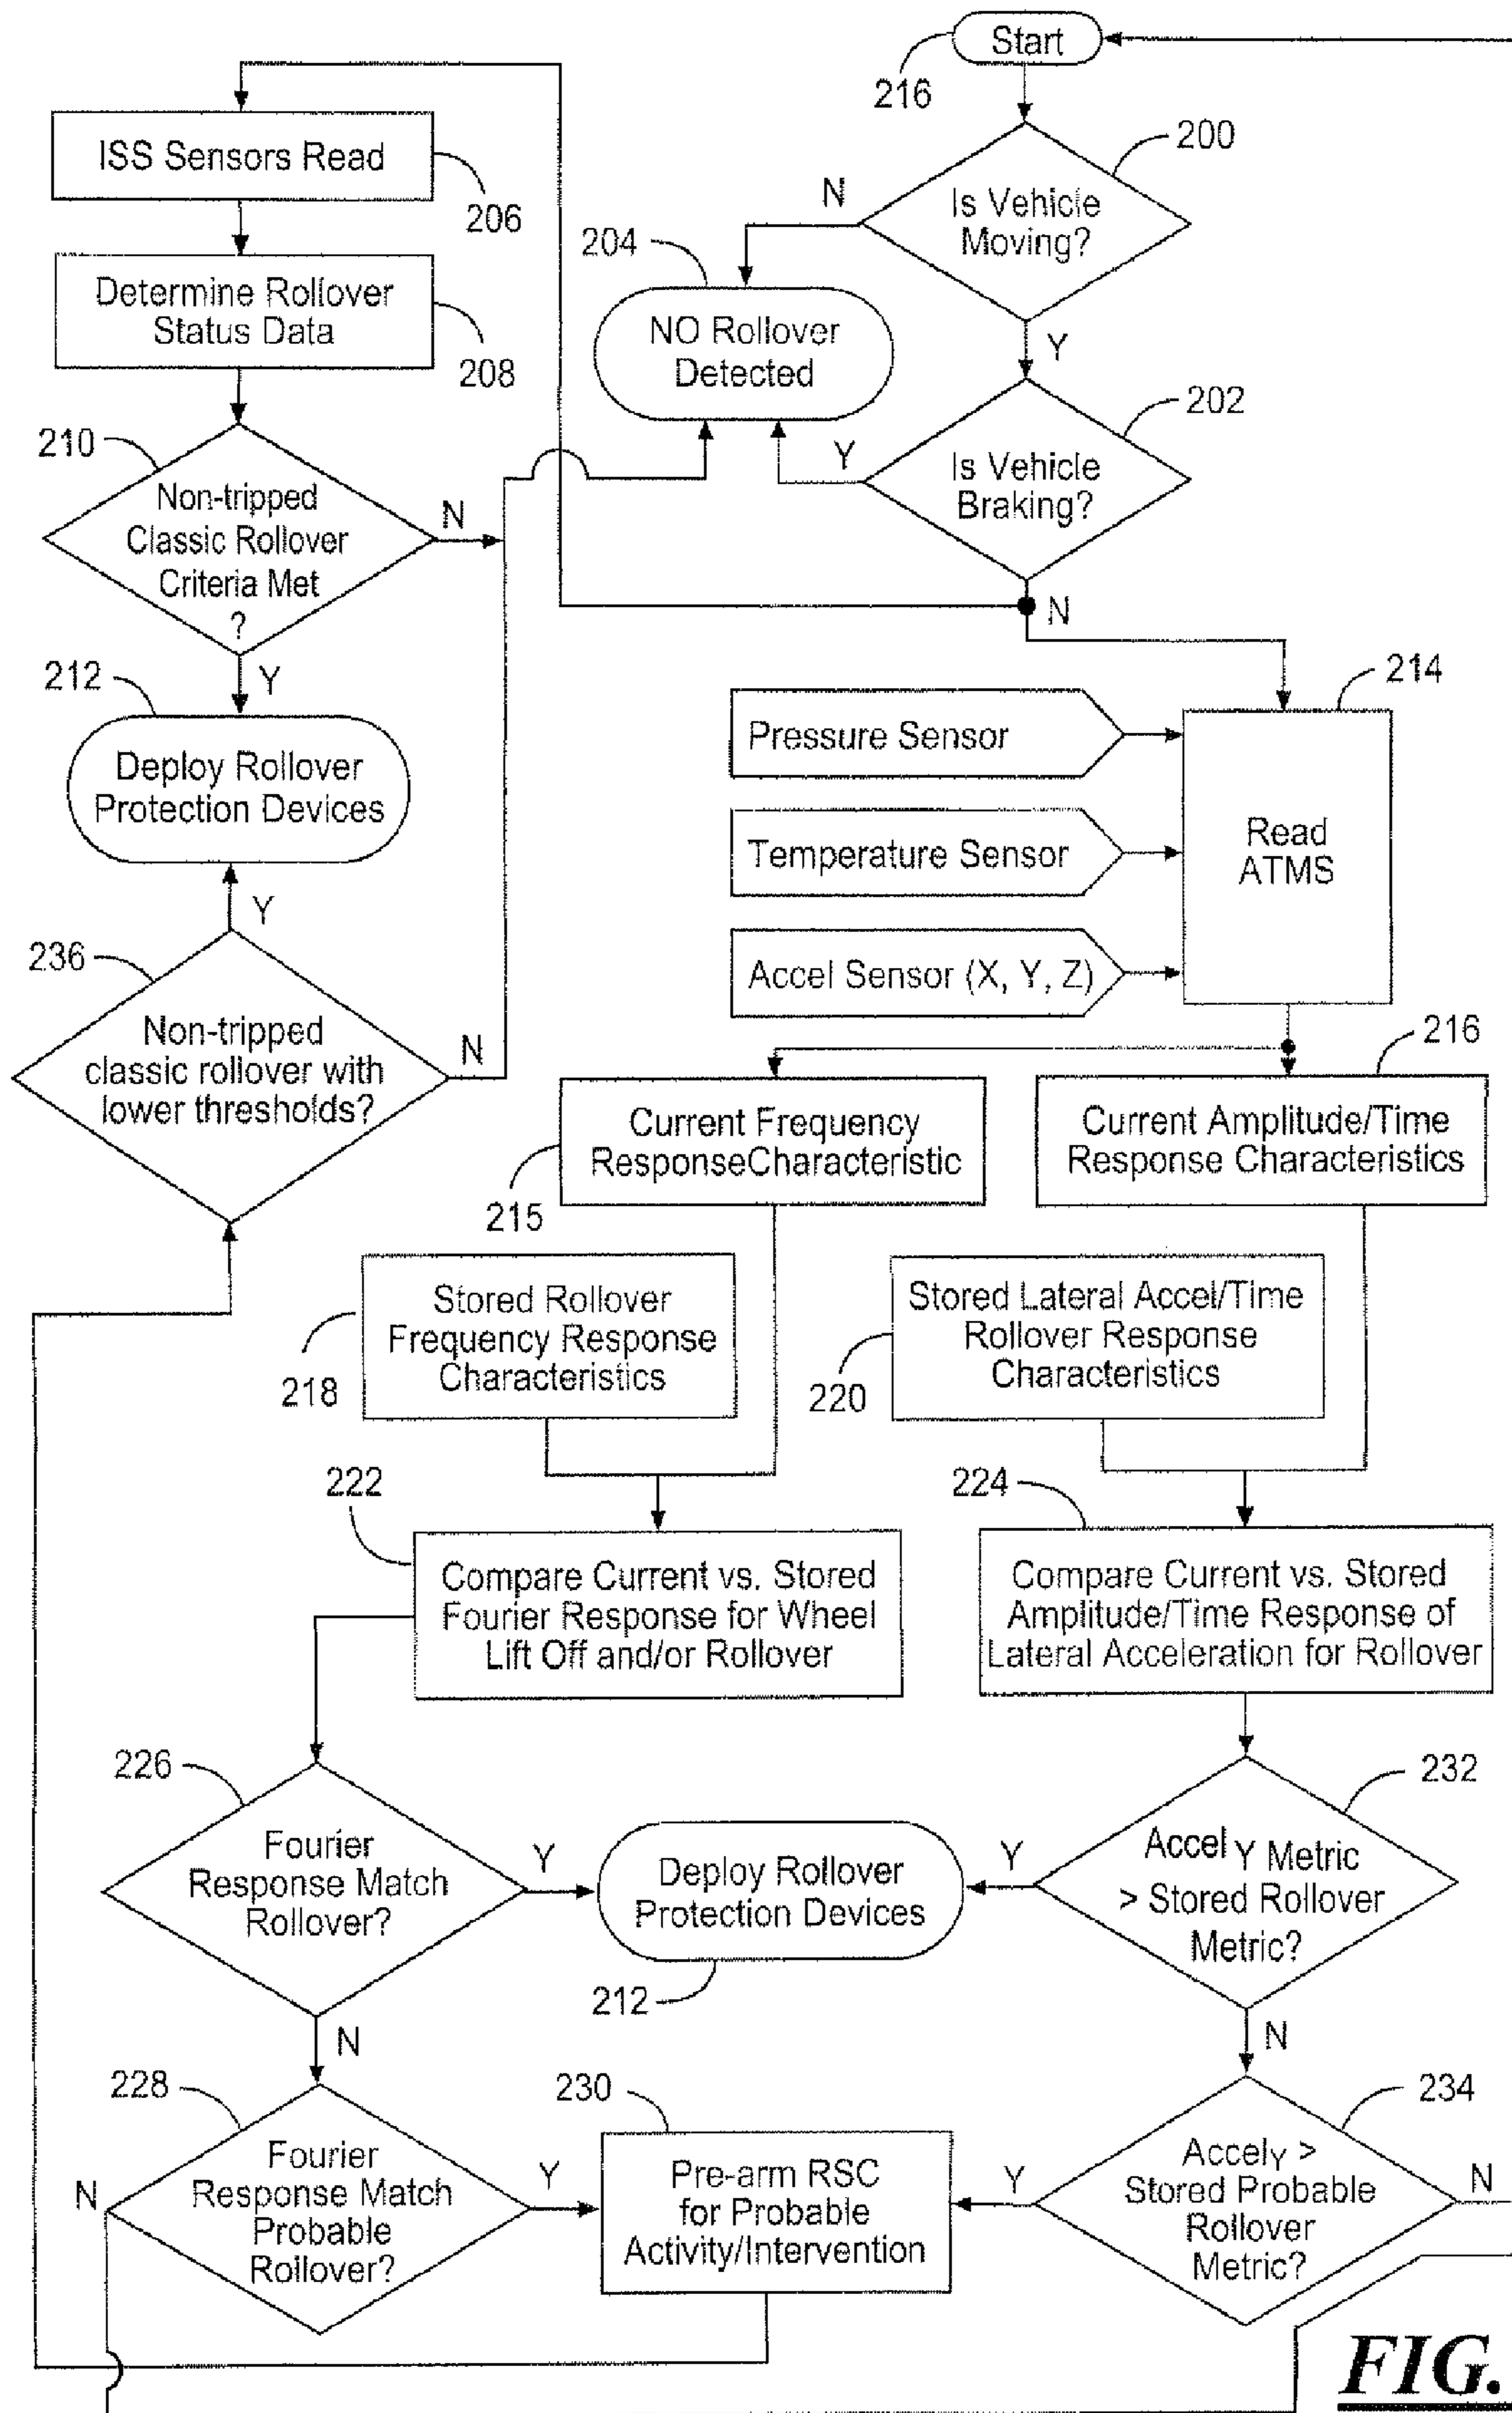 Start
216
200
Is Vehicle
Moving?
N
Y
ISS Sensors Read
206
204
NO Rollover
Detected
Determine Rollover
Status Data
208
202
Is Vehicle
Braking?
Y
N
210
Non-tripped
Classic Rollover
Criteria Met
?
N
Y
212
Deploy Rollover
Protection Devices
Y
236
Non-tripped
classic rollover with
lower thresholds?
N
214
Pressure Sensor
Temperature Sensor
Accel Sensor (X, Y, Z)
Read
ATMS
216
Current Frequency
ResponseCharacteristic
215
Current Amplitude/Time
Response Characteristics
Stored Rollover
Frequency Response
Characteristics
218
Stored Lateral Accel/Time
Rollover Response
Characteristics
220
222
Compare Current vs. Stored
Fourier Response for Wheel
Lift Off and/or Rollover
224
Compare Current vs. Stored
Amplitude/Time Response of
Lateral Acceleration for Rollover
226
Fourier
Response Match
Rollover?
Y
N
Deploy Rollover
Protection Devices
212
232
Accel Y Metric
> Stored Rollover
Metric?
Y
N
228
Fourier
Response Match
Probable
Rollover?
N
Y
230
Pre-arm RSC
for Probable
Activity/Intervention
234
AccelY >
Stored Probable
Rollover
Metric?
Y
N
FIG.